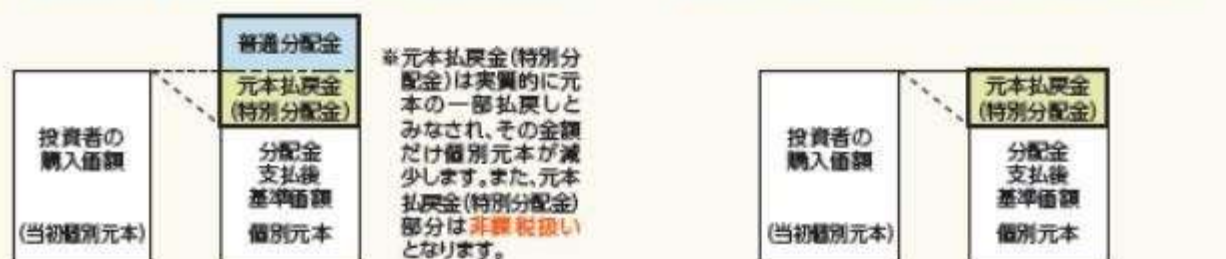 普通分配金
元本払戻金
(特別分配金)
投資者の
購入価額
(当初個別元本)
分配金
支払後
基準価額
個別元本
※元本払戻金(特別分
配金)は実質的に元
本の一部払戻しと
みなされ、その金額
だけ個別元本が減
少します。また、元本
払戻金(特別分配金)
部分は非課税扱い
となります。
元本払戻金
(特別分配金)
投資者の
購入価額
(当初個別元本)
分配金
支払後
基準価額
個別元本